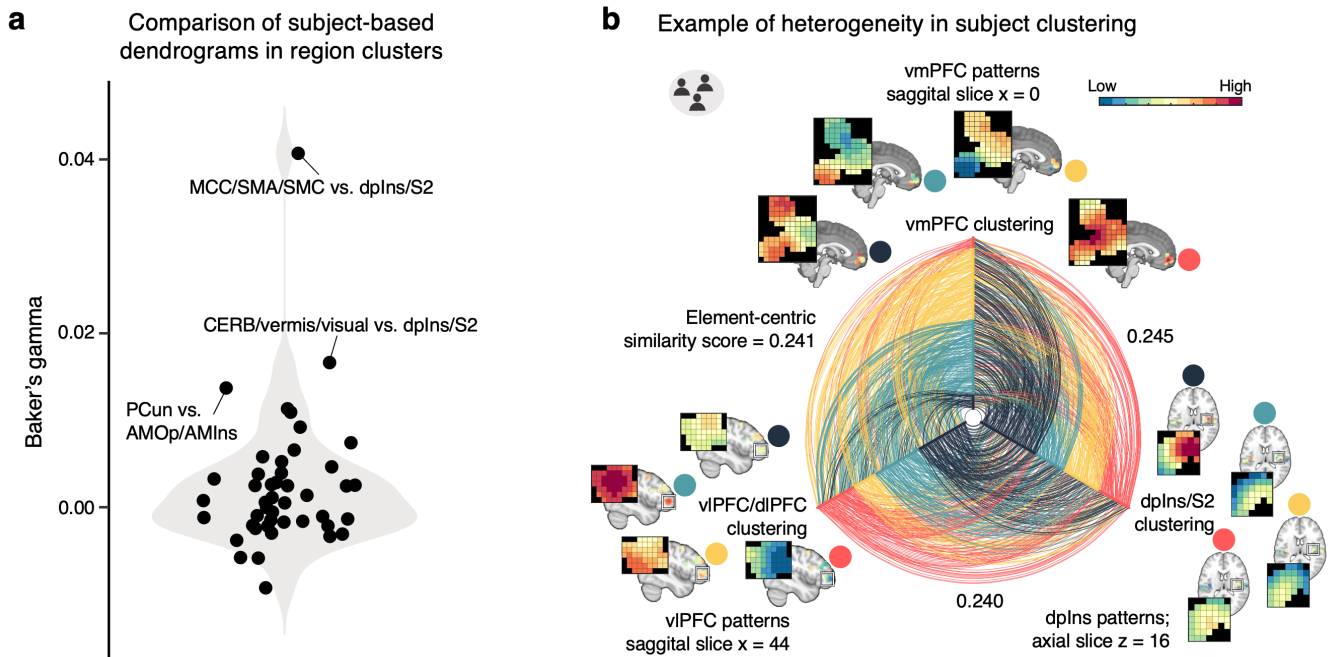 a
Comparison of subject-based
dendrograms in region clusters
Baker's gamma
0.04
0.02
0.00
MCC/SMA/SMC vs. dpIns/S2
CERB/vermis/visual vs. dpIns/S2
PCun vs.
AMOp/AMIns
b
Example of heterogeneity in subject clustering
vmPFC patterns
saggital slice x = 0
Low
High
vmPFC clustering
Element-centric
similarity score = 0.241
0.245
vlPFC/dlPFC
clustering
dpIns/S2
clustering
0.240
vlPFC patterns
saggital slice x = 44
dpIns patterns;
axial slice z = 16